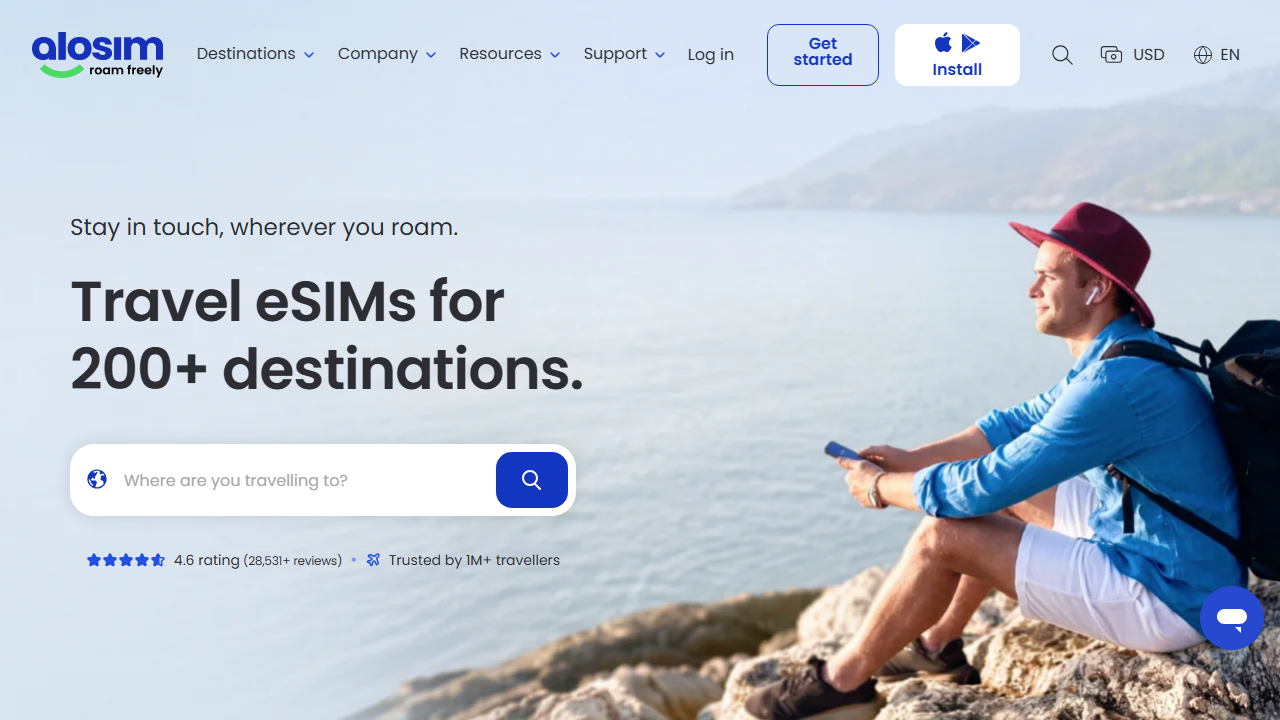 alosim
roam freely
Destinations
Company
Resources
Support
Log in
Get
started
Install
USD
EN
Stay in touch, wherever you roam.
Travel eSIMs for
200+ destinations.
Where are you travelling to?
4.6 rating (28,531+ reviews) • Trusted by 1M+ travellers